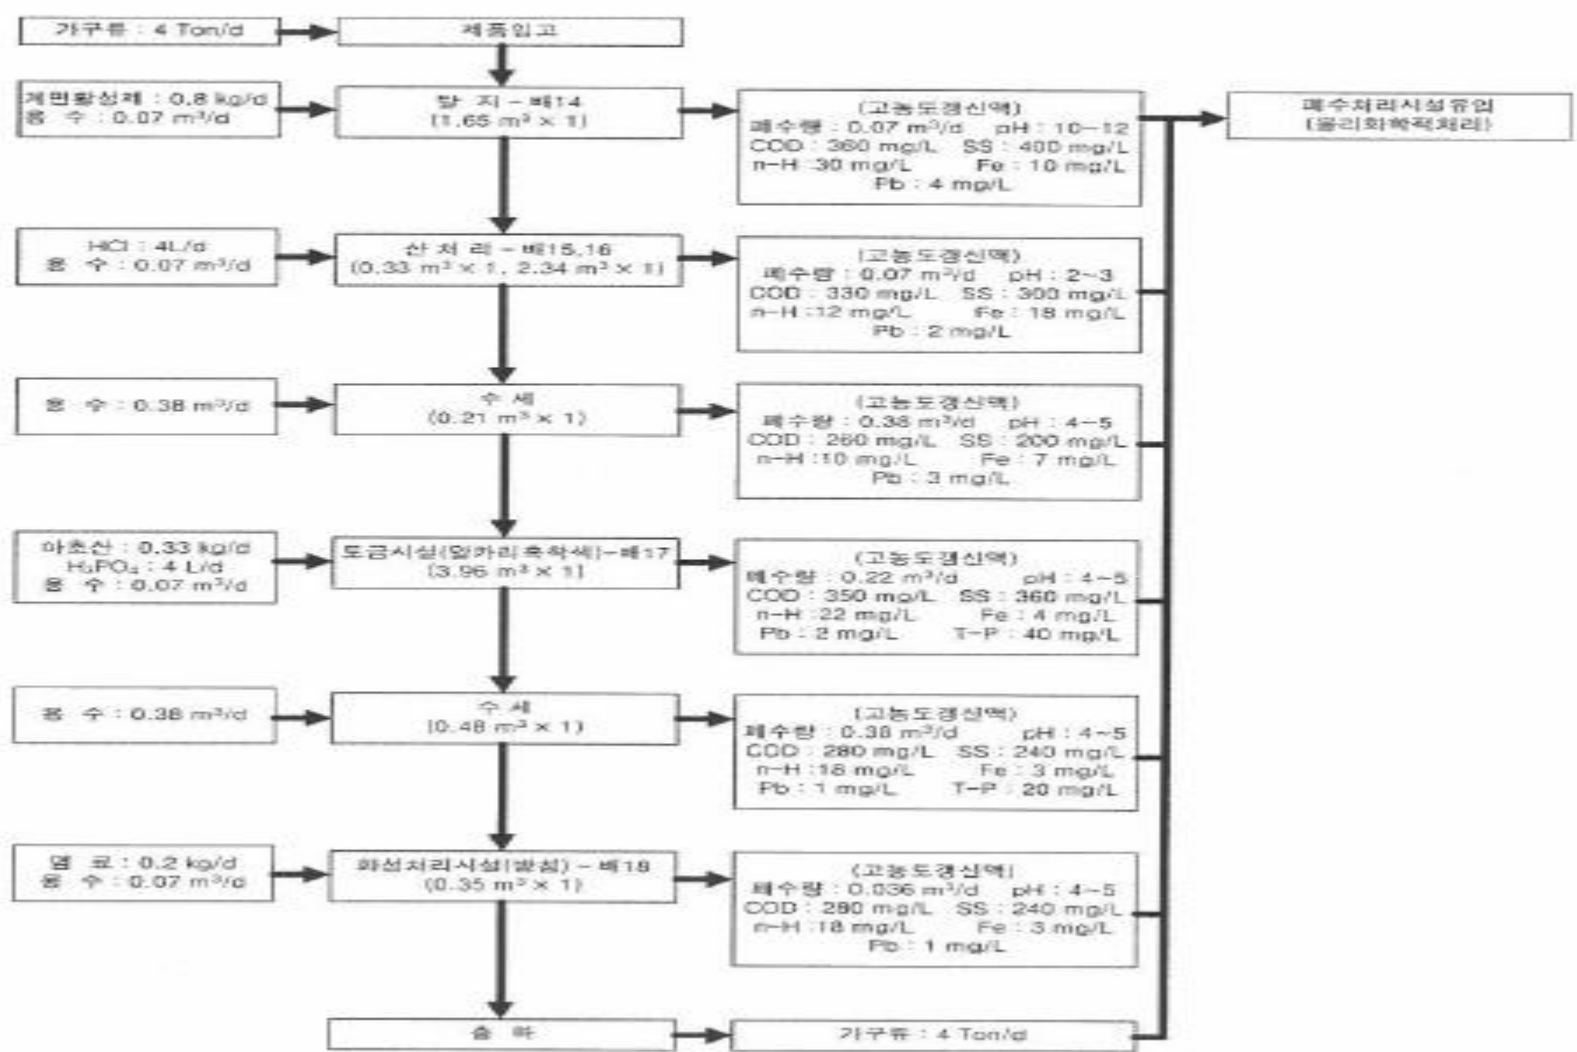 가구류 : 4 Ton/d
제품입고
계면활성제 : 0.8 kg/d
용 수 : 0.07 m³/d
탈 지 - 배14
(1.65 m³ × 1)
(고농도갱신액)
폐수량 : 0.07 m³/d pH : 10~12
COD : 360 mg/L SS : 400 mg/L
n-H :30 mg/L Fe : 10 mg/L
Pb : 4 mg/L
폐수처리시설유입
(물리화학적처리)
HCl : 4L/d
용 수 : 0.07 m³/d
산 처 리 - 배15,16
(0.33 m³ × 1, 2.34 m³ × 1)
(고농도갱신액)
폐수량 : 0.07 m³/d pH : 2~3
COD : 330 mg/L SS : 300 mg/L
n-H :12 mg/L Fe : 18 mg/L
Pb : 2 mg/L
용 수 : 0.38 m³/d
수 세
(0.21 m³ × 1)
(고농도갱신액)
폐수량 : 0.38 m³/d pH : 4~5
COD : 260 mg/L SS : 200 mg/L
n-H :10 mg/L Fe : 7 mg/L
Pb : 3 mg/L
아초산 : 0.33 kg/d
H₃PO₄ : 4 L/d
용 수 : 0.07 m³/d
도금시설(알카리흑착색)-배17
(3.96 m³ × 1)
(고농도갱신액)
폐수량 : 0.22 m³/d pH : 4~5
COD : 350 mg/L SS : 360 mg/L
n-H :22 mg/L Fe : 4 mg/L
Pb : 2 mg/L T-P : 40 mg/L
용 수 : 0.38 m³/d
수 세
(0.48 m³ × 1)
(고농도갱신액)
폐수량 : 0.38 m³/d pH : 4~5
COD : 280 mg/L SS : 240 mg/L
n-H :18 mg/L Fe : 3 mg/L
Pb : 1 mg/L T-P : 20 mg/L
염 료 : 0.2 kg/d
용 수 : 0.07 m³/d
화성처리시설(방청) - 배18
(0.35 m³ × 1)
(고농도갱신액)
폐수량 : 0.036 m³/d pH : 4~5
COD : 280 mg/L SS : 240 mg/L
n-H :18 mg/L Fe : 3 mg/L
Pb : 1 mg/L
출 하
가구류 : 4 Ton/d